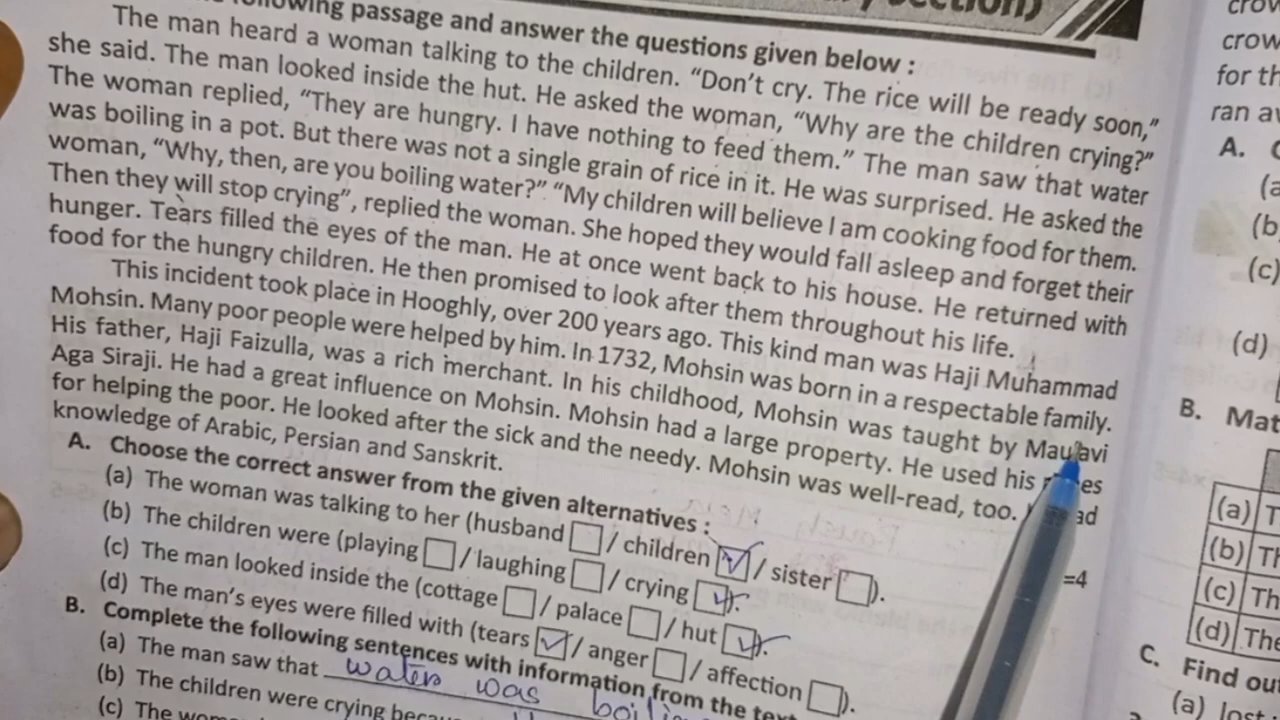 following passage and answer the questions given below :
The man heard a woman talking to the children. “Don’t cry. The rice will be ready soon,”
she said. The man looked inside the hut. He asked the woman, “Why are the children crying?”
The woman replied, “They are hungry. I have nothing to feed them.” The man saw that water
was boiling in a pot. But there was not a single grain of rice in it. He was surprised. He asked the
woman, “Why, then, are you boiling water?” “My children will believe I am cooking food for them.
Then they will stop crying”, replied the woman. She hoped they would fall asleep and forget their
hunger. Tears filled the eyes of the man. He at once went back to his house. He returned with
food for the hungry children. He then promised to look after them throughout his life.
This incident took place in Hooghly, over 200 years ago. This kind man was Haji Muhammad
Mohsin. Many poor people were helped by him. In 1732, Mohsin was born in a respectable family.
His father, Haji Faizulla, was a rich merchant. In his childhood, Mohsin was taught by Maulavi
Aga Siraji. He had a great influence on Mohsin. Mohsin had a large property. He used his
for helping the poor. He looked after the sick and the needy. Mohsin was well-read, too.
knowledge of Arabic, Persian and Sanskrit.
A. Choose the correct answer from the given alternatives :
(a) The woman was talking to her (husband / children / sister ).
(b) The children were (playing / laughing / crying ).
=4
(c) The man looked inside the (cottage / palace / hut ).
(d) The man’s eyes were filled with (tears / anger / affection ).
B. Complete the following sentences with information from the text
(a) The man saw that water was
(b) The children were crying
(c) The
crow
for
ran
A.
(a
(b
(c)
(d)
B. Mat
(a) T
(b) Th
(c) Th
(d) The
C. Find ou
(a) lost